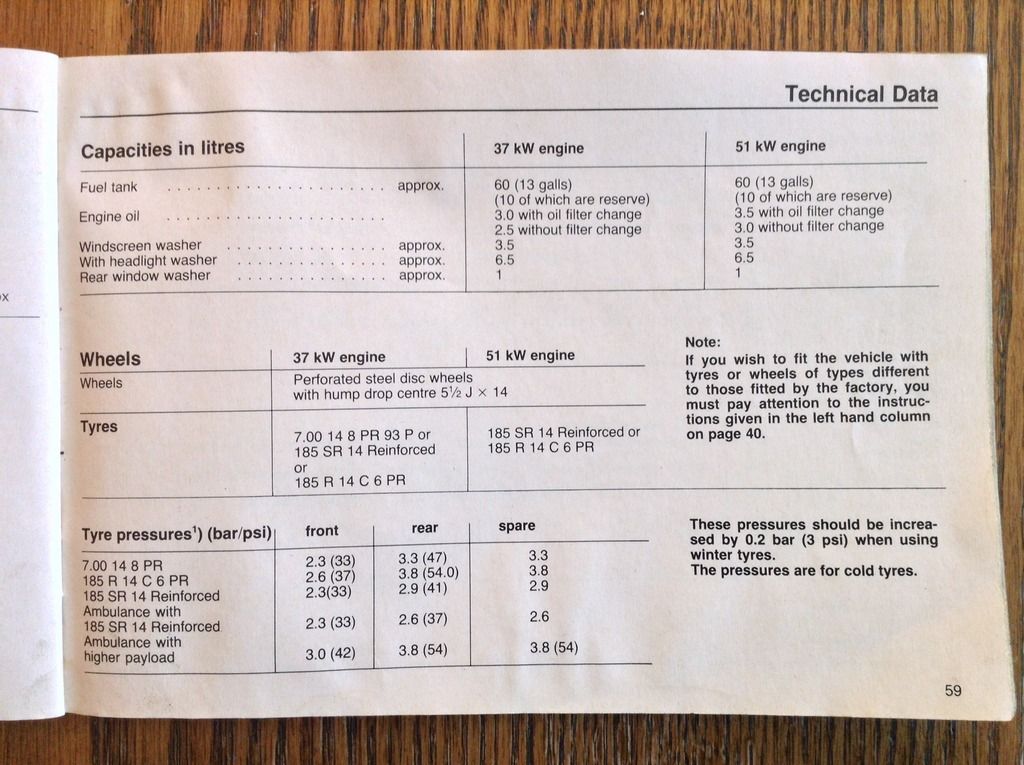 Technical Data
Capacities in litres 37 kW engine 51 kW engine
Fuel tank . . . . . . . . . . . . . . . . . . . . . . . approx. 60 (13 galls) 60 (13 galls)
(10 of which are reserve) (10 of which are reserve)
Engine oil . . . . . . . . . . . . . . . . . . . . . . . 3.0 with oil filter change 3.5 with oil filter change
2.5 without filter change 3.0 without filter change
Windscreen washer . . . . . . . . . . . . . . . . approx. 3.5 3.5
With headlight washer . . . . . . . . . . . . . . . approx. 6.5 6.5
Rear window washer . . . . . . . . . . . . . . . approx. 1 1
x
Wheels 37 kW engine 51 kW engine
Wheels Perforated steel disc wheels
with hump drop centre 5½ J × 14
Tyres 7.00 14 8 PR 93 P or 185 SR 14 Reinforced or
185 SR 14 Reinforced 185 R 14 C 6 PR
or
185 R 14 C 6 PR
Note:
If you wish to fit the vehicle with
tyres or wheels of types different
to those fitted by the factory, you
must pay attention to the instruc-
tions given in the left hand column
on page 40.
Tyre pressures¹) (bar/psi) front rear spare
7.00 14 8 PR 2.3 (33) 3.3 (47) 3.3
185 R 14 C 6 PR 2.6 (37) 3.8 (54.0) 3.8
185 SR 14 Reinforced 2.3(33) 2.9 (41) 2.9
Ambulance with
185 SR 14 Reinforced 2.3 (33) 2.6 (37) 2.6
Ambulance with
higher payload 3.0 (42) 3.8 (54) 3.8 (54)
These pressures should be increa-
sed by 0.2 bar (3 psi) when using
winter tyres.
The pressures are for cold tyres.
59